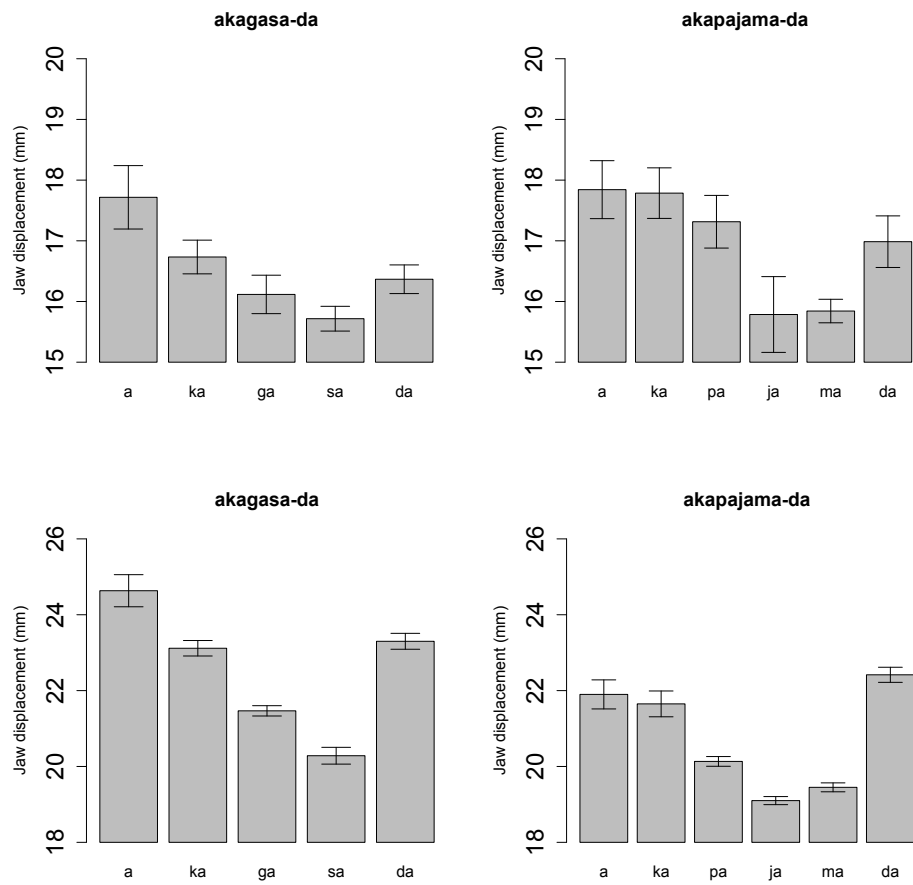 akagasa-da
Jaw displacement (mm)
20
19
18
17
16
15
a ka ga sa da
akapajama-da
Jaw displacement (mm)
20
19
18
17
16
15
a ka pa ja ma da
akagasa-da
Jaw displacement (mm)
26
24
22
20
18
a ka ga sa da
akapajama-da
Jaw displacement (mm)
26
24
22
20
18
a ka pa ja ma da